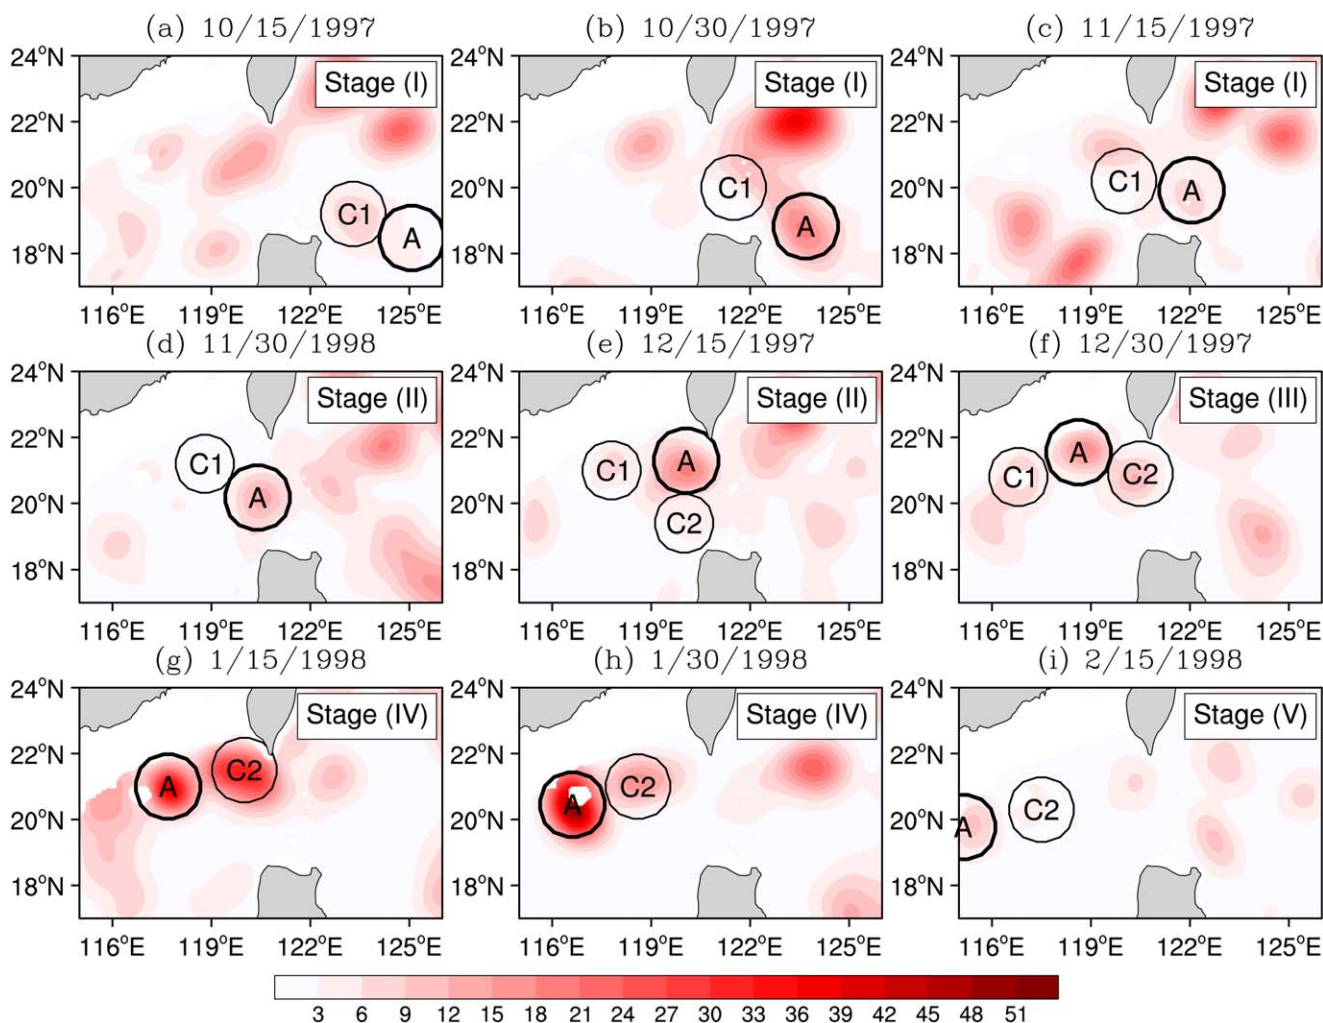 (a) 10/15/1997 (b) 10/30/1997 (c) 11/15/1997
24°N Stage (I) 24°N Stage (I) 24°N Stage (I)
22°N 22°N 22°N
20°N C1 20°N C1 20°N C1 A
18°N A 18°N A 18°N
116°E 119°E 122°E 125°E 116°E 119°E 122°E 125°E 116°E 119°E 122°E 125°E
(d) 11/30/1998 (e) 12/15/1997 (f) 12/30/1997
24°N Stage (II) 24°N Stage (II) 24°N Stage (III)
22°N C1 22°N C1 A 22°N C1 A C2
20°N A 20°N C2 20°N
18°N 18°N 18°N
116°E 119°E 122°E 125°E 116°E 119°E 122°E 125°E 116°E 119°E 122°E 125°E
(g) 1/15/1998 (h) 1/30/1998 (i) 2/15/1998
24°N Stage (IV) 24°N Stage (IV) 24°N Stage (V)
22°N A C2 22°N A C2 22°N
20°N 20°N 20°N A C2
18°N 18°N 18°N
116°E 119°E 122°E 125°E 116°E 119°E 122°E 125°E 116°E 119°E 122°E 125°E
3 6 9 12 15 18 21 24 27 30 33 36 39 42 45 48 51